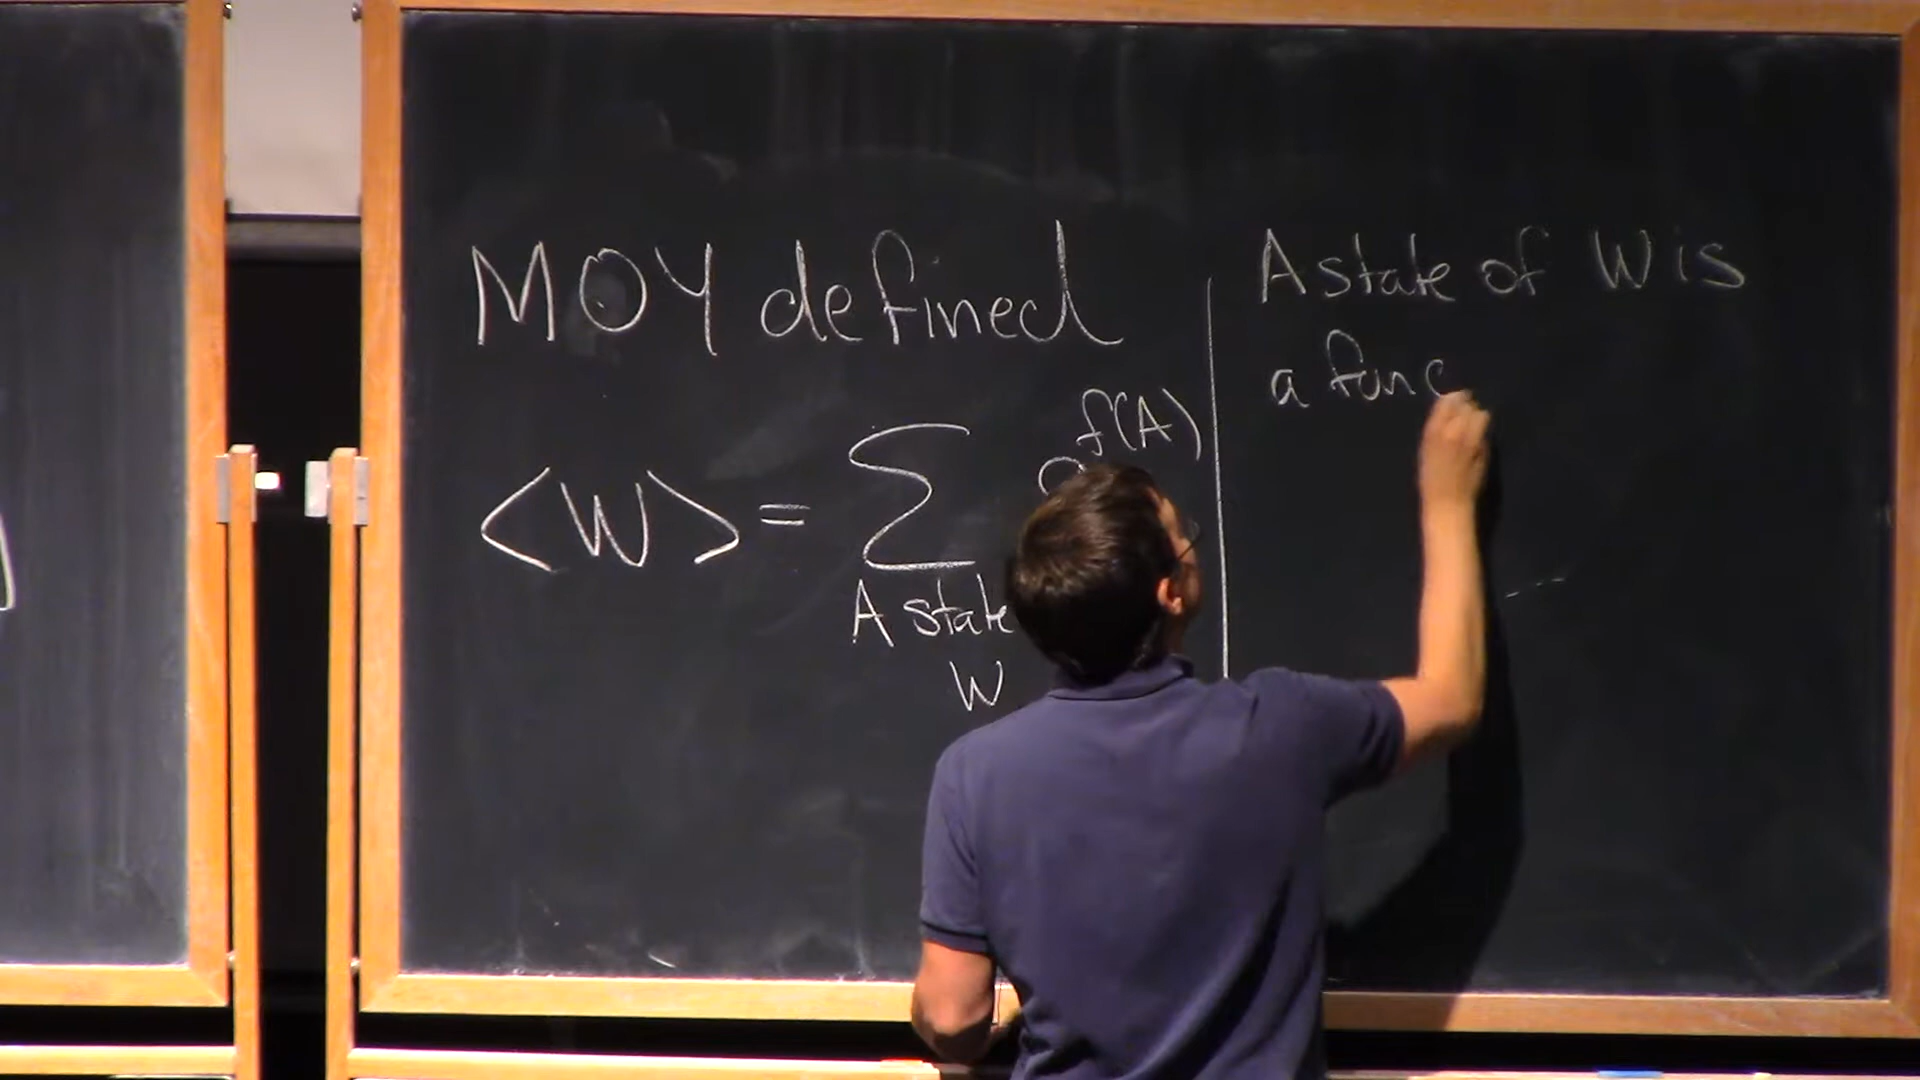 MOY defined
<W> = Σ f(A)
A state
W
A state of W is
a func